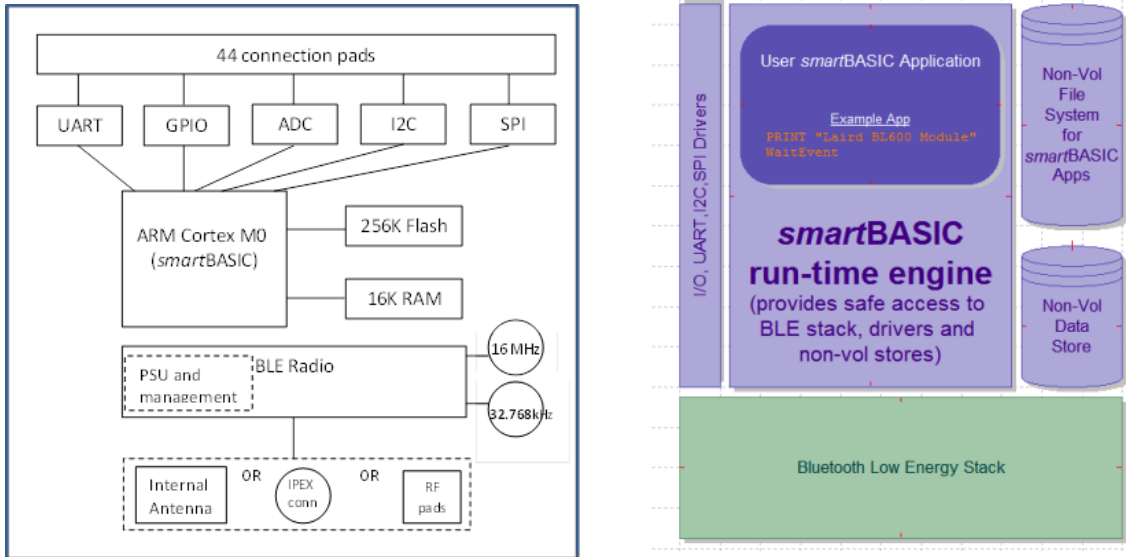 44 connection pads
UART
GPIO
ADC
I2C
SPI
ARM Cortex M0
(smartBASIC)
256K Flash
16K RAM
16 MHz
BLE Radio
PSU and
management
32.768kHz
OR
OR
Internal
Antenna
IPEX
conn
RF
pads
I/O, UART,I2C,SPI Drivers
User smartBASIC Application
Example App
PRINT "Laird BL600 Module"
WaitEvent
smartBASIC
run-time engine
(provides safe access to
BLE stack, drivers and
non-vol stores)
Non-Vol
File
System
for
smartBASIC
Apps
Non-Vol
Data
Store
Bluetooth Low Energy Stack